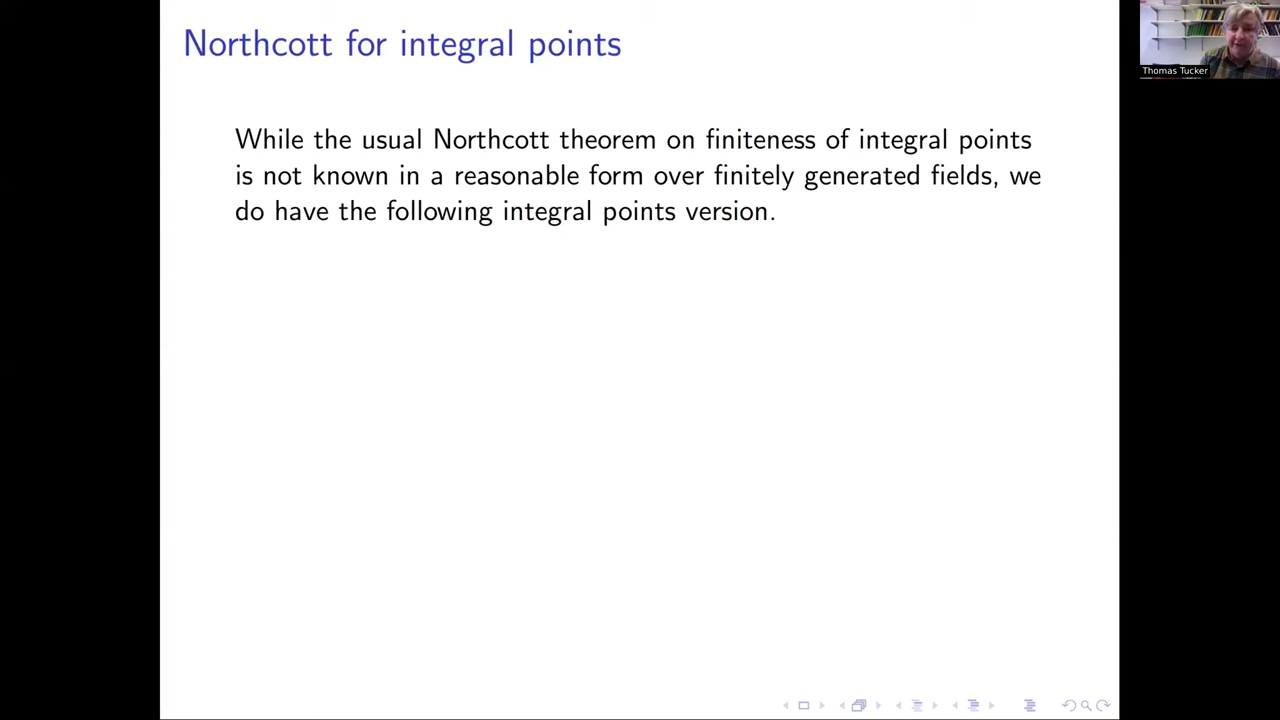 Northcott for integral points
Thomas Tucker
While the usual Northcott theorem on finiteness of integral points
is not known in a reasonable form over finitely generated fields, we
do have the following integral points version.